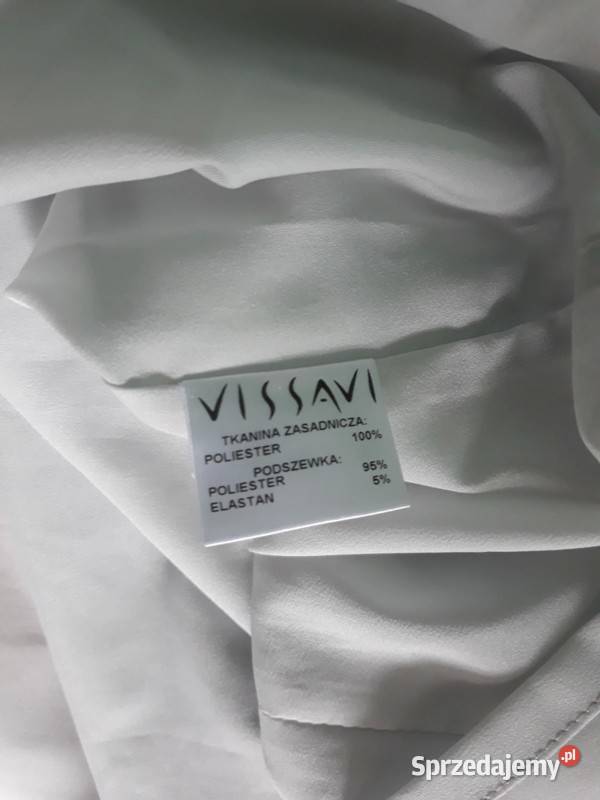 VISSAVI
TKANINA ZASADNICZA:
POLIESTER 100%
PODSZEWKA:
POLIESTER 95%
ELASTAN 5%
Sprzedajemy.pl